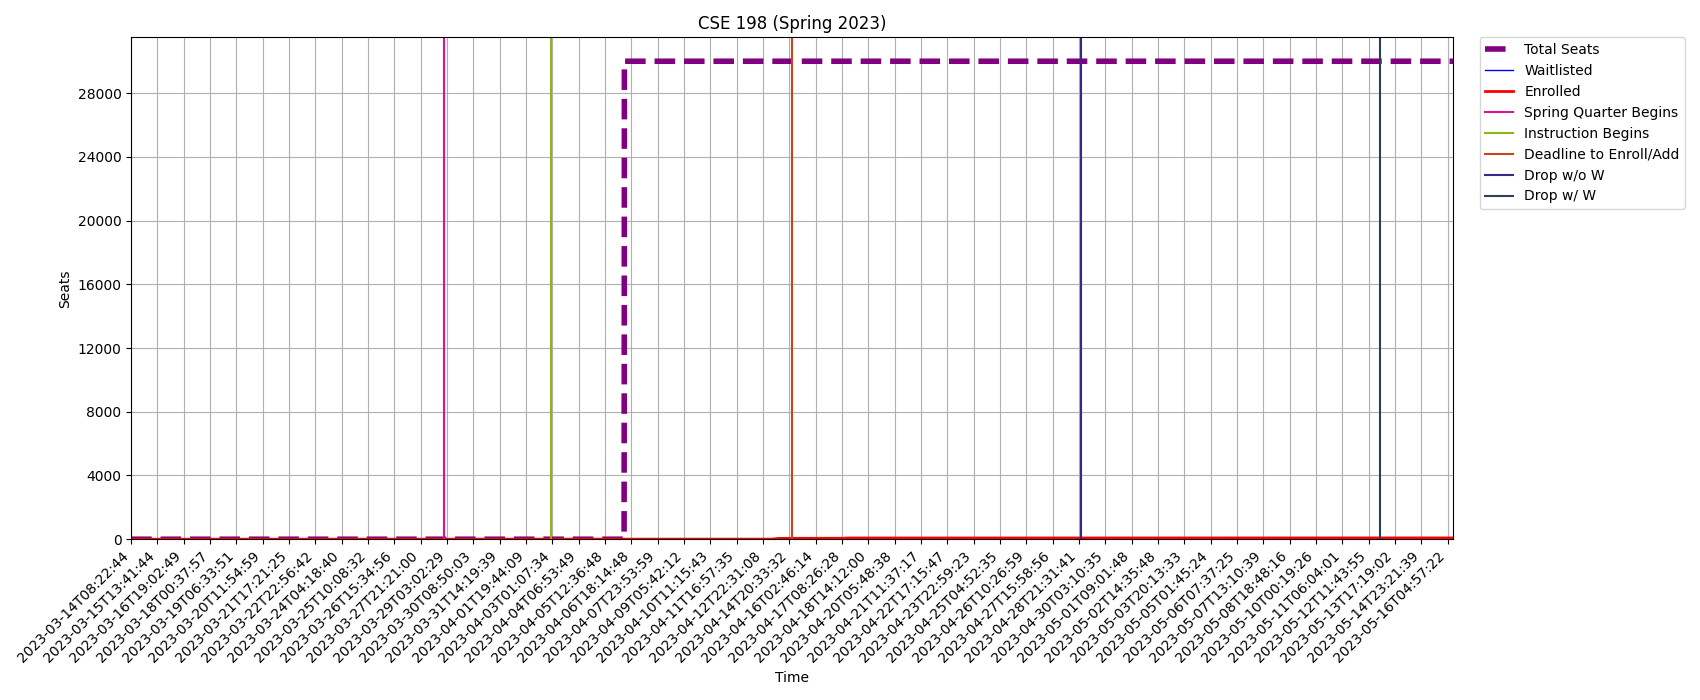 CSE 198 (Spring 2023)
Total Seats
Waitlisted
Enrolled
Spring Quarter Begins
Instruction Begins
Deadline to Enroll/Add
Drop w/o W
Drop w/ W
Seats
28000
24000
20000
16000
12000
8000
4000
0
2023-03-14T08:22:44
2023-03-15T13:41:44
2023-03-16T19:02:49
2023-03-18T00:37:57
2023-03-19T06:33:51
2023-03-20T11:54:59
2023-03-21T17:21:25
2023-03-22T22:56:42
2023-03-24T04:18:40
2023-03-25T10:08:32
2023-03-26T15:34:56
2023-03-27T21:21:00
2023-03-29T03:02:29
2023-03-30T08:50:03
2023-03-31T14:19:39
2023-04-01T19:44:09
2023-04-03T01:07:34
2023-04-04T06:53:49
2023-04-05T12:36:48
2023-04-06T18:14:48
2023-04-07T23:53:59
2023-04-09T05:42:12
2023-04-10T11:15:43
2023-04-11T16:57:35
2023-04-12T22:31:08
2023-04-14T20:33:32
2023-04-16T02:46:14
2023-04-17T08:26:28
2023-04-18T14:12:00
2023-04-20T05:48:38
2023-04-21T11:37:17
2023-04-22T17:15:47
2023-04-23T22:59:23
2023-04-25T04:52:35
2023-04-26T10:26:59
2023-04-27T15:58:56
2023-04-28T21:31:41
2023-04-30T03:10:35
2023-05-01T09:01:48
2023-05-02T14:35:48
2023-05-03T20:13:33
2023-05-05T01:45:24
2023-05-06T07:37:25
2023-05-07T13:10:39
2023-05-08T18:48:16
2023-05-10T00:19:26
2023-05-11T06:04:01
2023-05-12T11:43:55
2023-05-13T17:19:02
2023-05-14T23:21:39
2023-05-16T04:57:22
Time